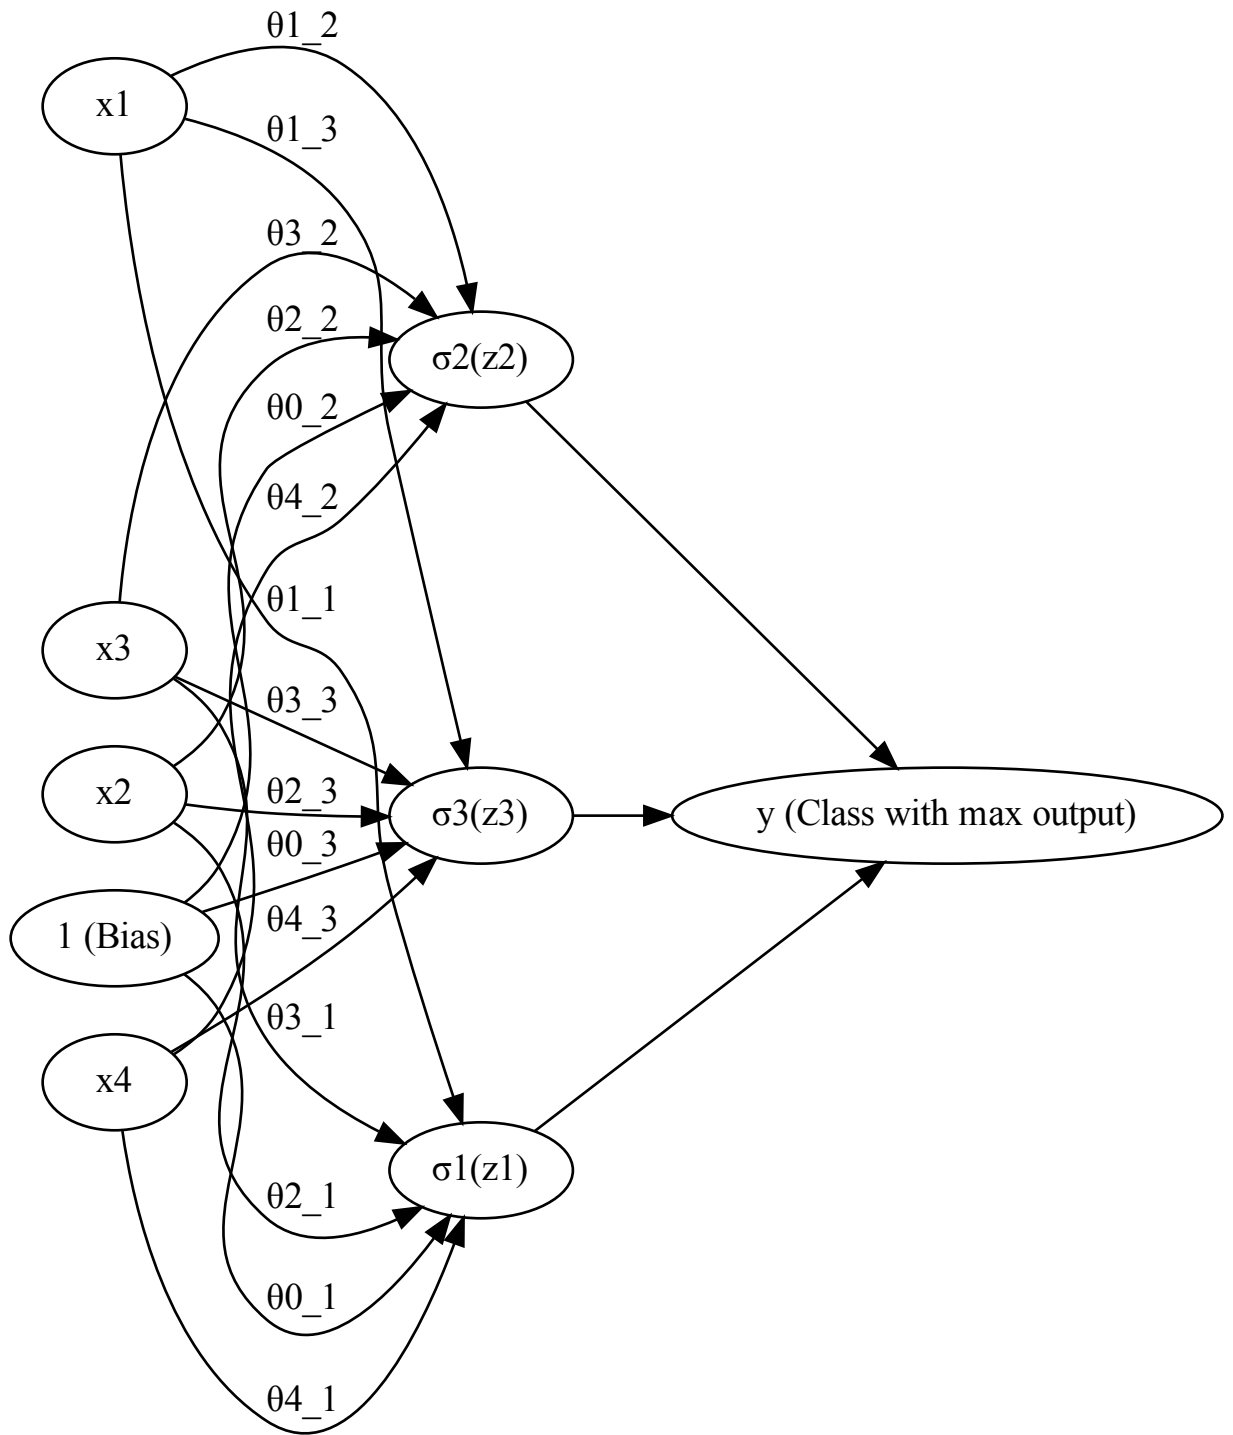 θ1_2
x1
θ1_3
θ3_2
θ2_2
σ2(z2)
θ0_2
θ4_2
θ1_1
x3
θ3_3
x2
θ2_3
σ3(z3)
y (Class with max output)
θ0_3
θ4_3
1 (Bias)
θ3_1
x4
σ1(z1)
θ2_1
θ0_1
θ4_1